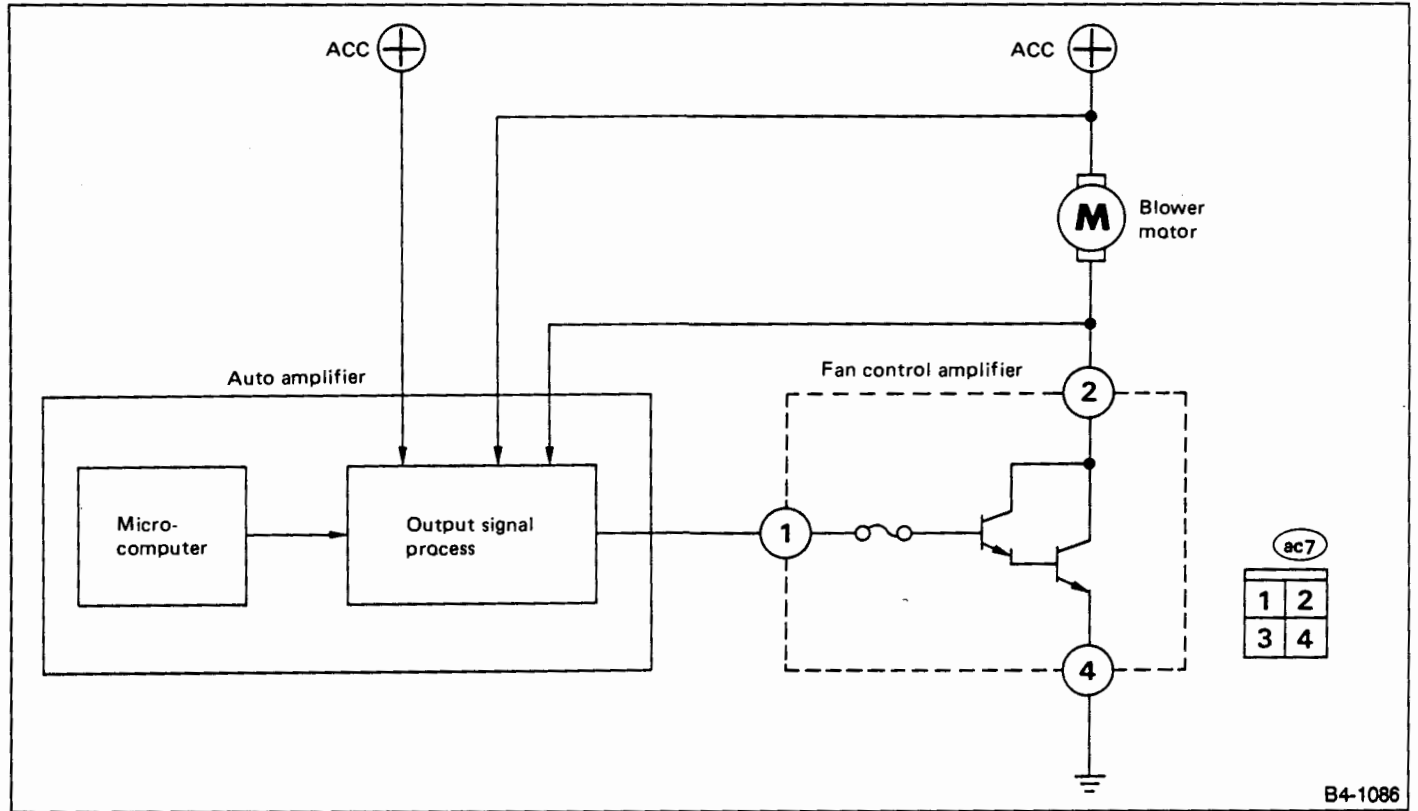 ACC
ACC
M
Blower
motor
Auto amplifier
Fan control amplifier
2
Micro-
computer
Output signal
process
1
ac7
1 2
3 4
4
B4-1086